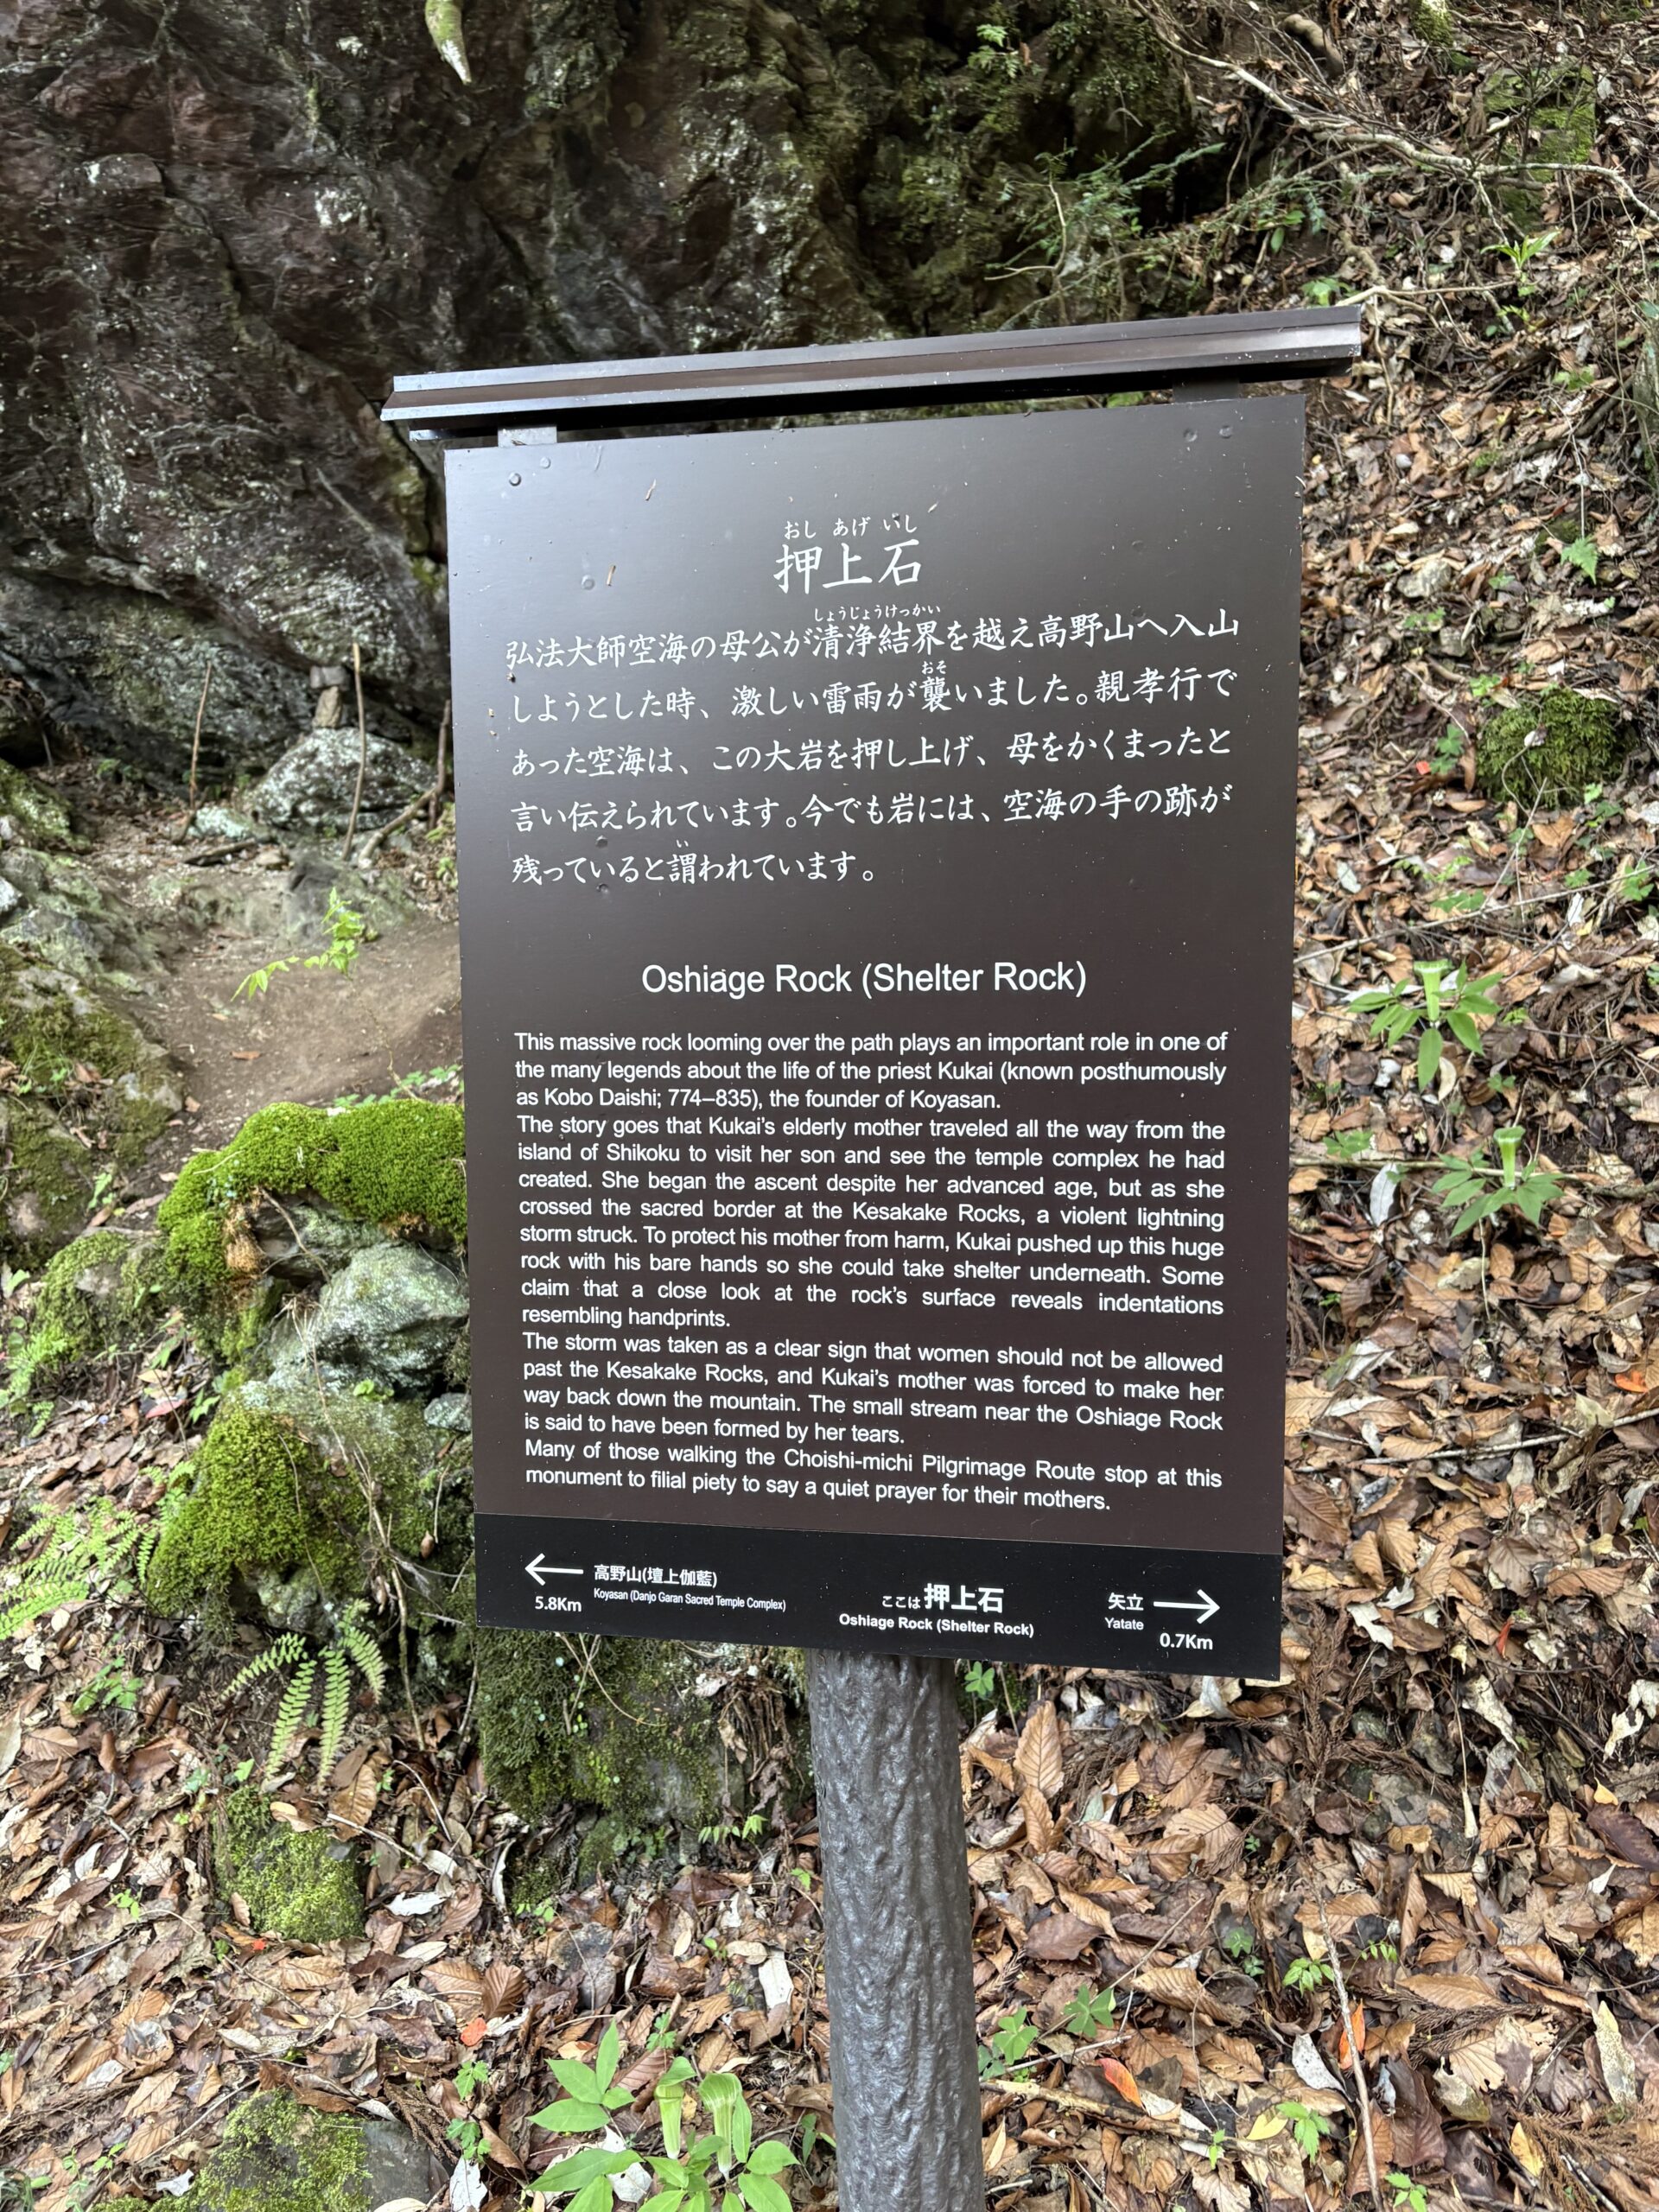 おし あげ いし
押上石
しょうじょうけっかい
弘法大師空海の母公が清浄結界を越え高野山へ入山
おそ
しようとした時、激しい雷雨が襲いました。親孝行で
あった空海は、この大岩を押し上げ、母をかくまったと
言い伝えられています。今でも岩には、空海の手の跡が
い
残っていると謂われています。
Oshiage Rock (Shelter Rock)
This massive rock looming over the path plays an important role in one of
the many legends about the life of the priest Kukai (known posthumously
as Kobo Daishi; 774–835), the founder of Koyasan.
The story goes that Kukai's elderly mother traveled all the way from the
island of Shikoku to visit her son and see the temple complex he had
created. She began the ascent despite her advanced age, but as she
crossed the sacred border at the Kesakake Rocks, a violent lightning
storm struck. To protect his mother from harm, Kukai pushed up this huge
rock with his bare hands so she could take shelter underneath. Some
claim that a close look at the rock's surface reveals indentations
resembling handprints.
The storm was taken as a clear sign that women should not be allowed
past the Kesakake Rocks, and Kukai's mother was forced to make her
way back down the mountain. The small stream near the Oshiage Rock
is said to have been formed by her tears.
Many of those walking the Choishi-michi Pilgrimage Route stop at this
monument to filial piety to say a quiet prayer for their mothers.
← 高野山(壇上伽藍)
Koyasan (Danjo Garan Sacred Temple Complex)
5.8Km
ここは 押上石
Oshiage Rock (Shelter Rock)
矢立 →
Yatate
0.7Km